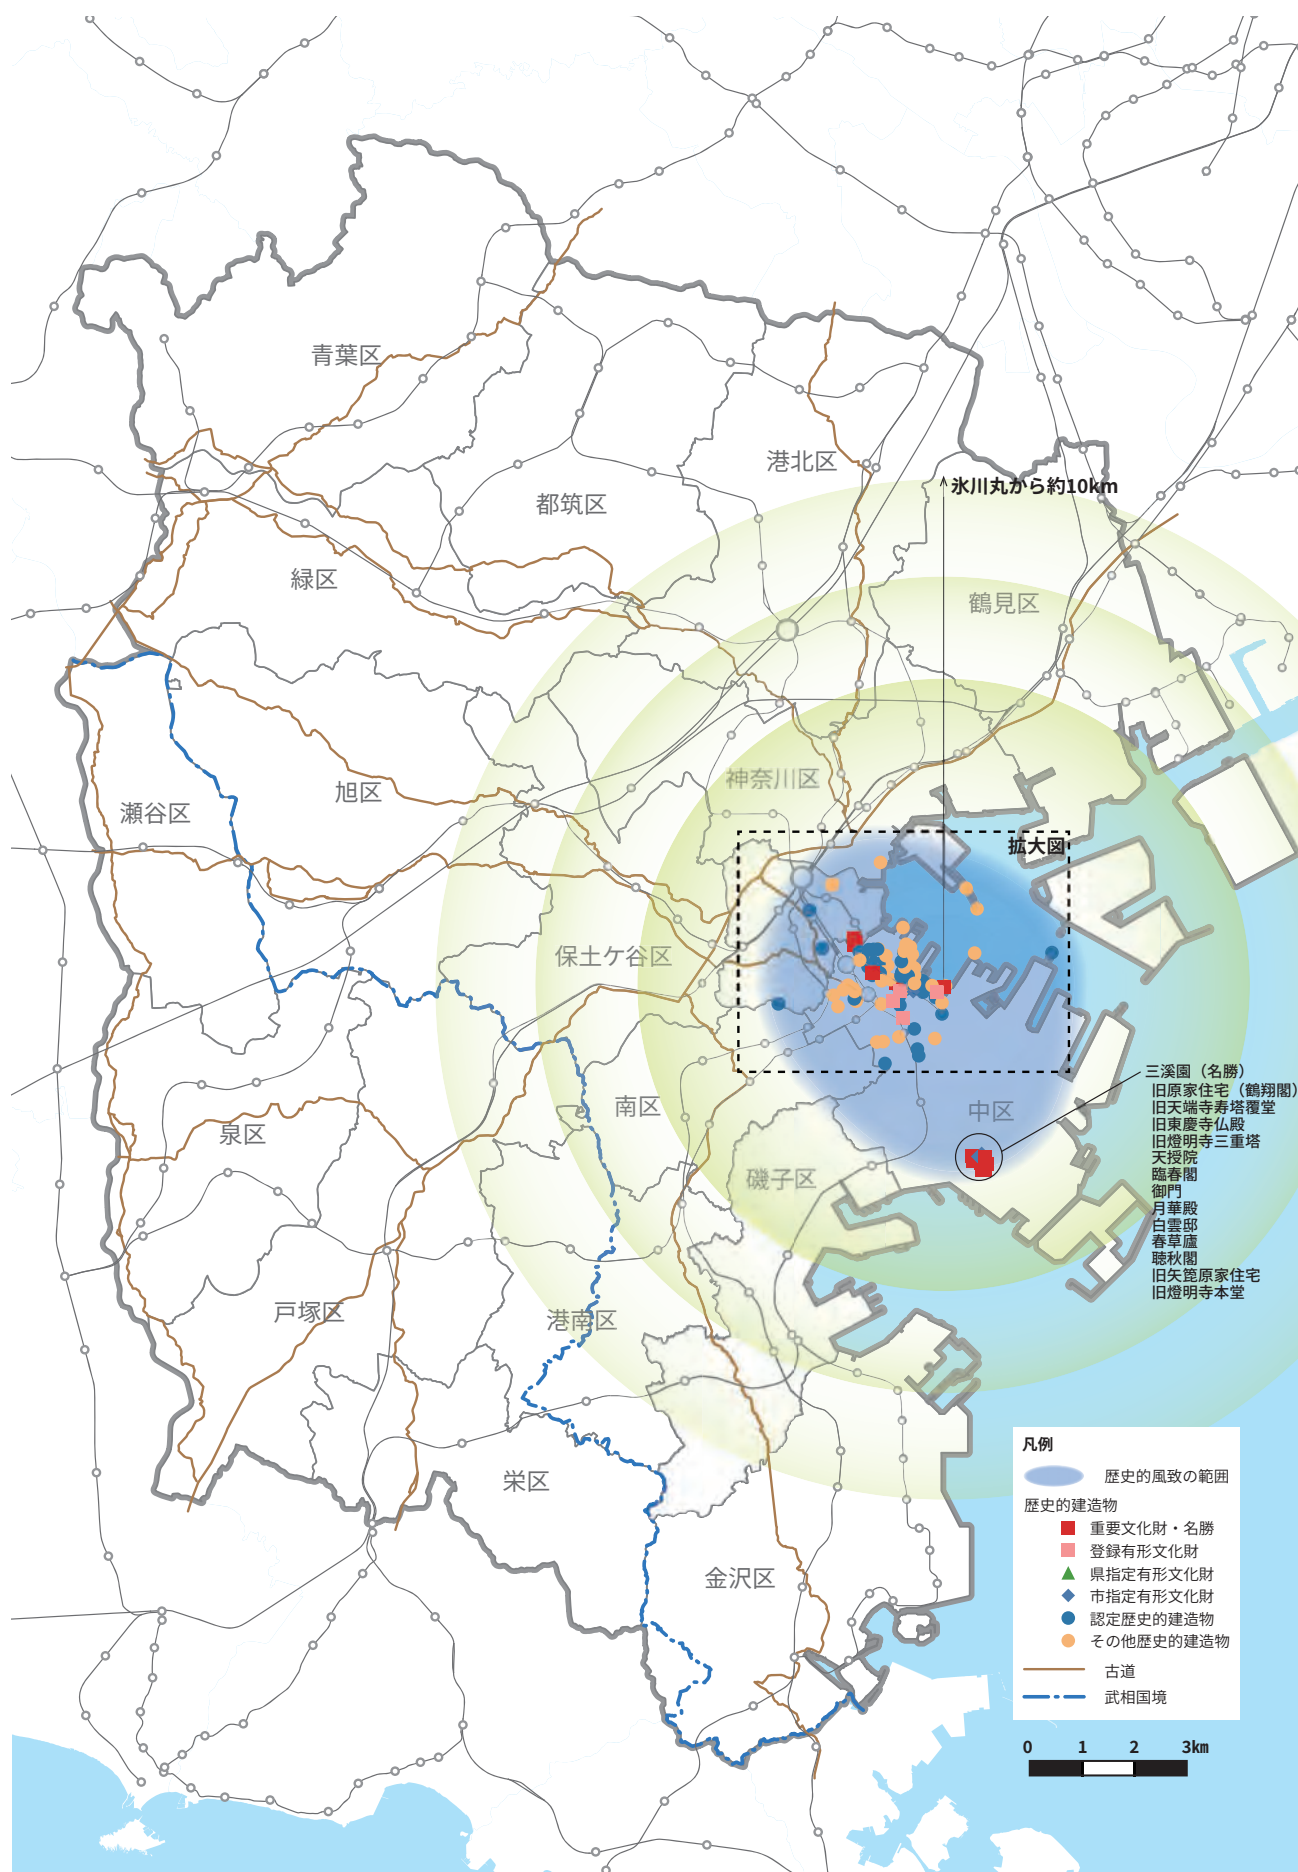 青葉区
港北区
氷川丸から約10km
都筑区
緑区
鶴見区
神奈川区
旭区
瀬谷区
拡大図
保土ケ谷区
三溪園（名勝）
旧原家住宅（鶴翔閣）
旧天端寺寿塔覆堂
旧東慶寺仏殿
旧燈明寺三重塔
天授院
臨春閣
御門
月華殿
白雲邸
春草廬
聴秋閣
旧矢箆原家住宅
旧燈明寺本堂
南区
中区
泉区
磯子区
戸塚区
港南区
栄区
金沢区
凡例
歴史的風致の範囲
歴史的建造物
重要文化財・名勝
登録有形文化財
県指定有形文化財
市指定有形文化財
認定歴史的建造物
その他歴史的建造物
古道
武相国境
0 1 2 3km